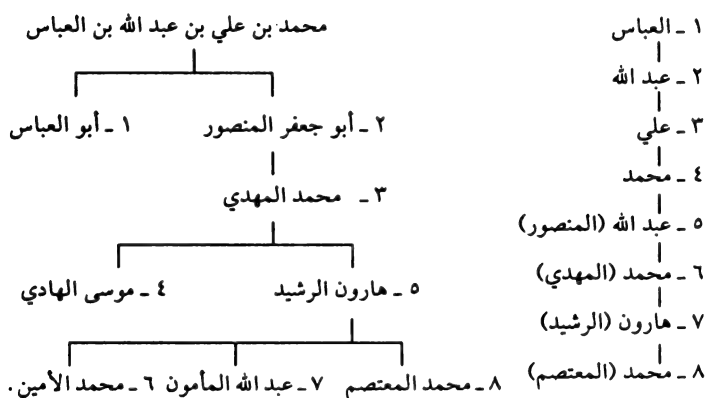 ١ ـ العباس
٢ ـ عبد الله
٣ ـ علي
٤ ـ محمد
٥ ـ عبد الله (المنصور)
٦ ـ محمد (المهدي)
٧ ـ هارون (الرشيد)
٨ ـ محمد (المعتصم)
محمد بن علي بن عبد الله بن العباس
٢ ـ أبو جعفر المنصور ١ ـ أبو العباس
٣ ـ محمد المهدي
٥ ـ هارون الرشيد ٤ ـ موسى الهادي
٨ ـ محمد المعتصم ٧ ـ عبد الله المأمون ٦ ـ محمد الأمين.